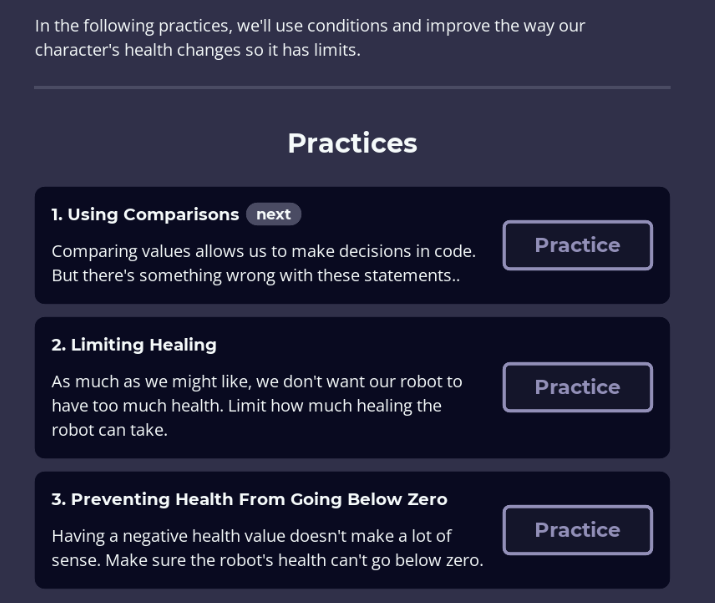 In the following practices, we'll use conditions and improve the way our
character's health changes so it has limits.
Practices
1. Using Comparisons next
Comparing values allows us to make decisions in code.
But there's something wrong with these statements..
Practice
2. Limiting Healing
As much as we might like, we don't want our robot to
have too much health. Limit how much healing the
robot can take.
Practice
3. Preventing Health From Going Below Zero
Having a negative health value doesn't make a lot of
sense. Make sure the robot's health can't go below zero.
Practice